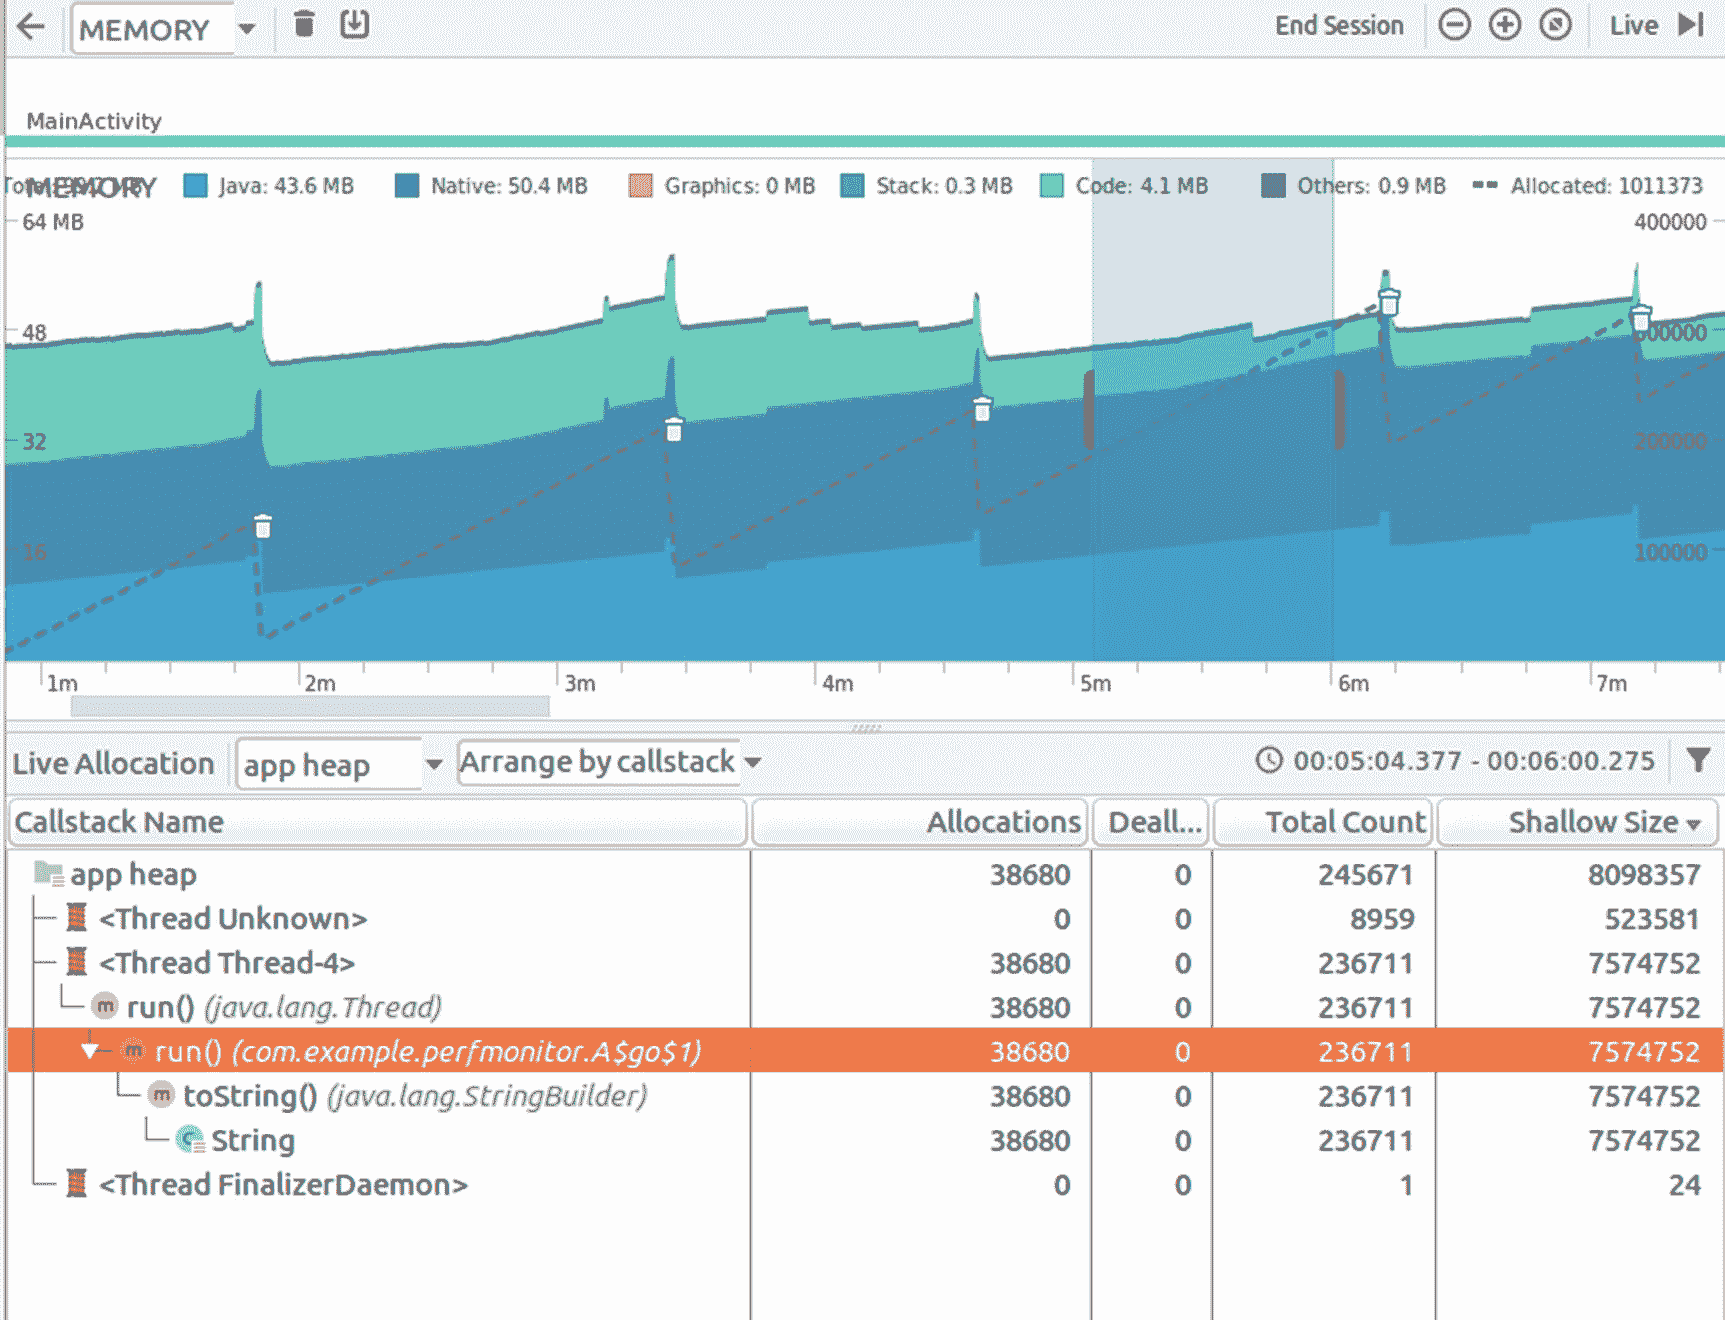 MEMORY
End Session
Live
MainActivity
MEMORY Java: 43.6 MB Native: 50.4 MB Graphics: 0 MB Stack: 0.3 MB Code: 4.1 MB Others: 0.9 MB Allocated: 1011373
64 MB 400000
48
32 200000
16 100000
1m 2m 3m 4m 5m 6m 7m
Live Allocation app heap Arrange by callstack 00:05:04.377 - 00:06:00.275
Callstack Name Allocations Deall... Total Count Shallow Size
app heap 38680 0 245671 8098357
<Thread Unknown> 0 0 8959 523581
<Thread Thread-4> 38680 0 236711 7574752
m run() (java.lang.Thread) 38680 0 236711 7574752
m run() (com.example.perfmonitor.A$go$1) 38680 0 236711 7574752
m toString() (java.lang.StringBuilder) 38680 0 236711 7574752
C String 38680 0 236711 7574752
<Thread FinalizerDaemon> 0 0 1 24